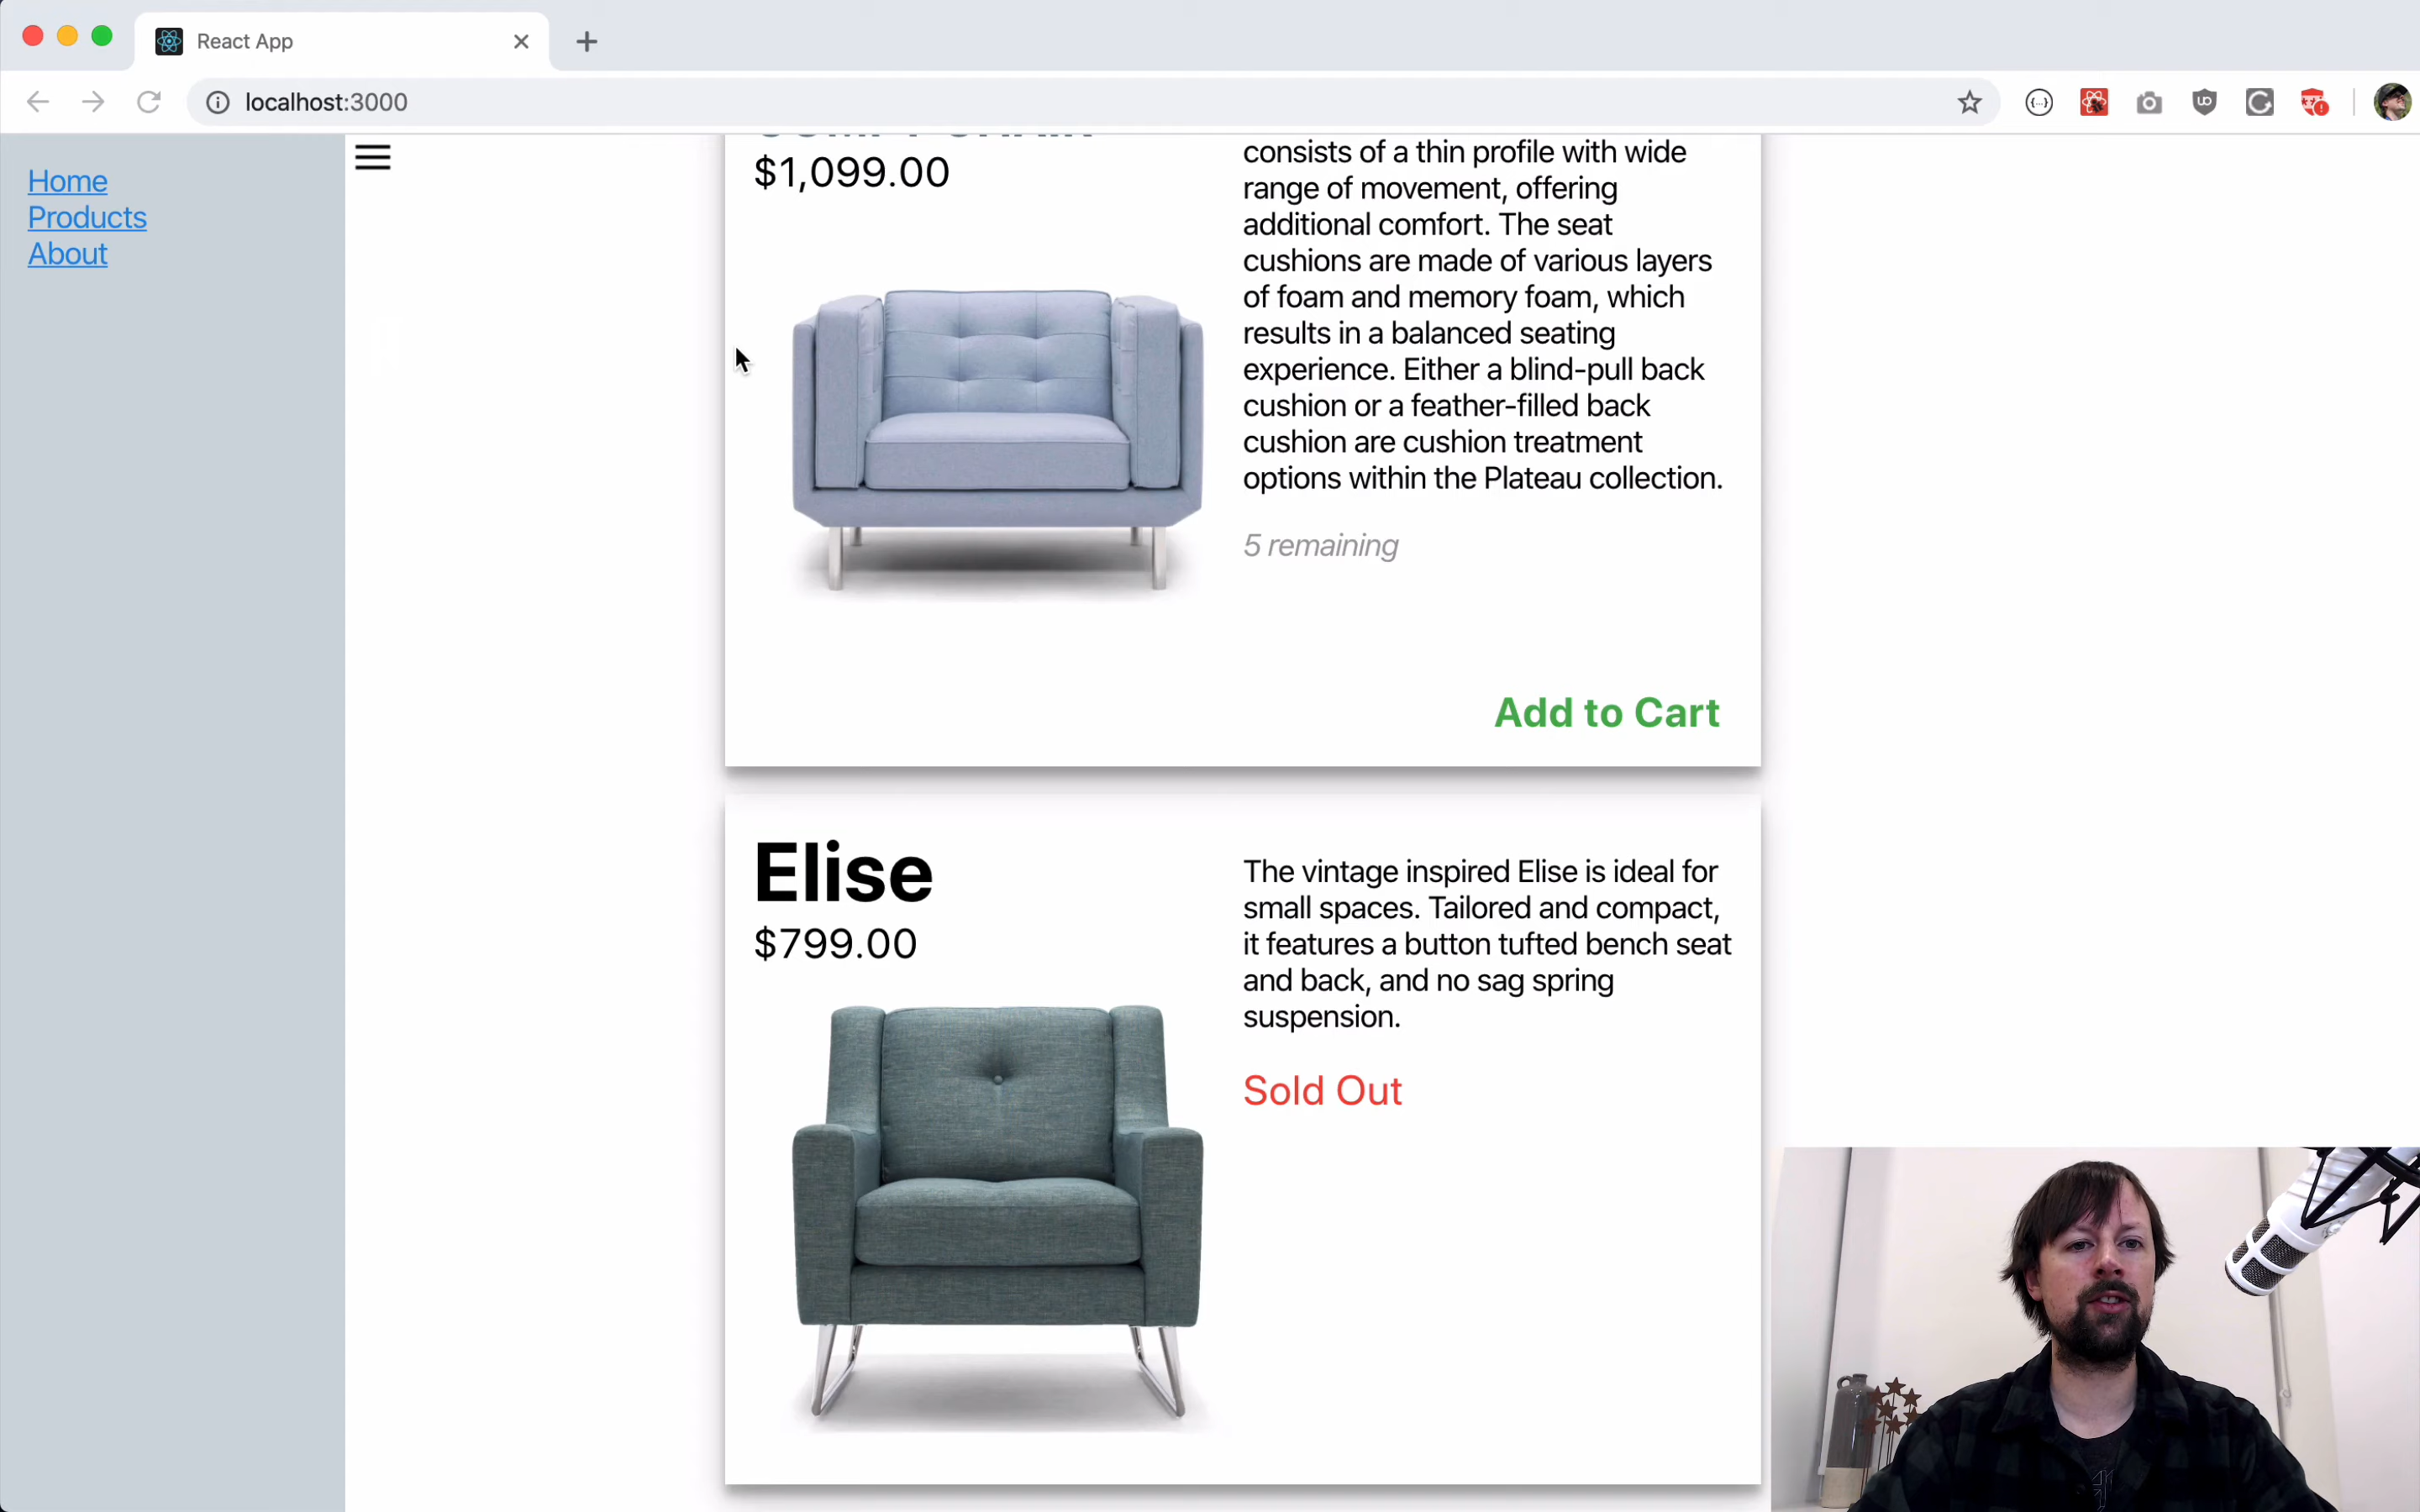 React App
localhost:3000
Home
Products
About
$1,099.00
consists of a thin profile with wide
range of movement, offering
additional comfort. The seat
cushions are made of various layers
of foam and memory foam, which
results in a balanced seating
experience. Either a blind-pull back
cushion or a feather-filled back
cushion are cushion treatment
options within the Plateau collection.
5 remaining
Add to Cart
Elise
$799.00
The vintage inspired Elise is ideal for
small spaces. Tailored and compact,
it features a button tufted bench seat
and back, and no sag spring
suspension.
Sold Out